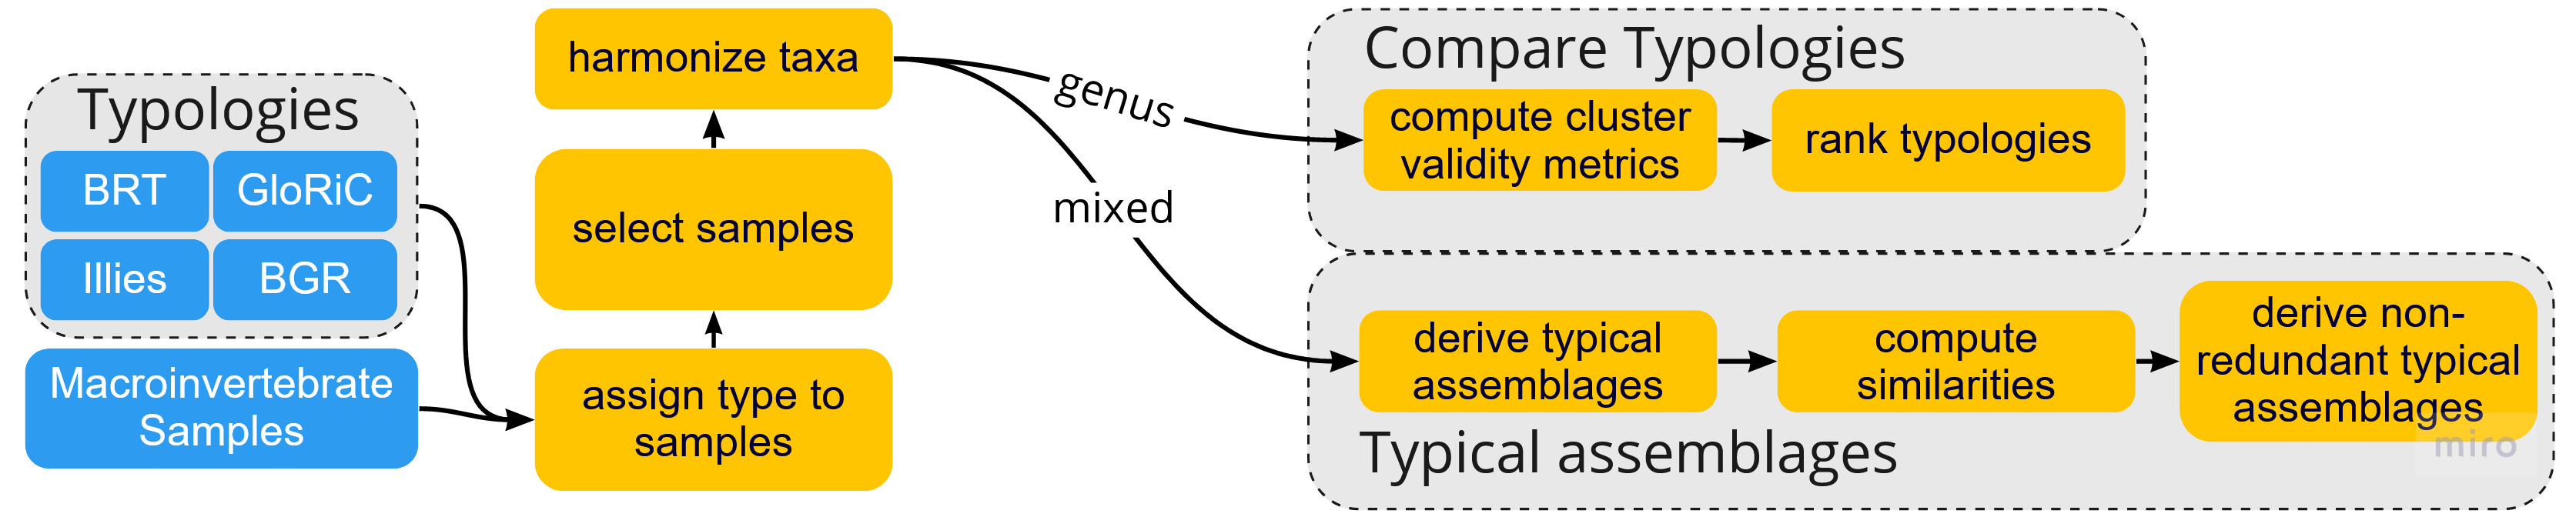 Typologies
BRT
GloRiC
Illies
BGR
Macroinvertebrate
Samples
harmonize taxa
select samples
assign type to
samples
genus
mixed
Compare Typologies
compute cluster
validity metrics
rank typologies
derive typical
assemblages
compute
similarities
derive non-
redundant typical
assemblages
Typical assemblages
miro